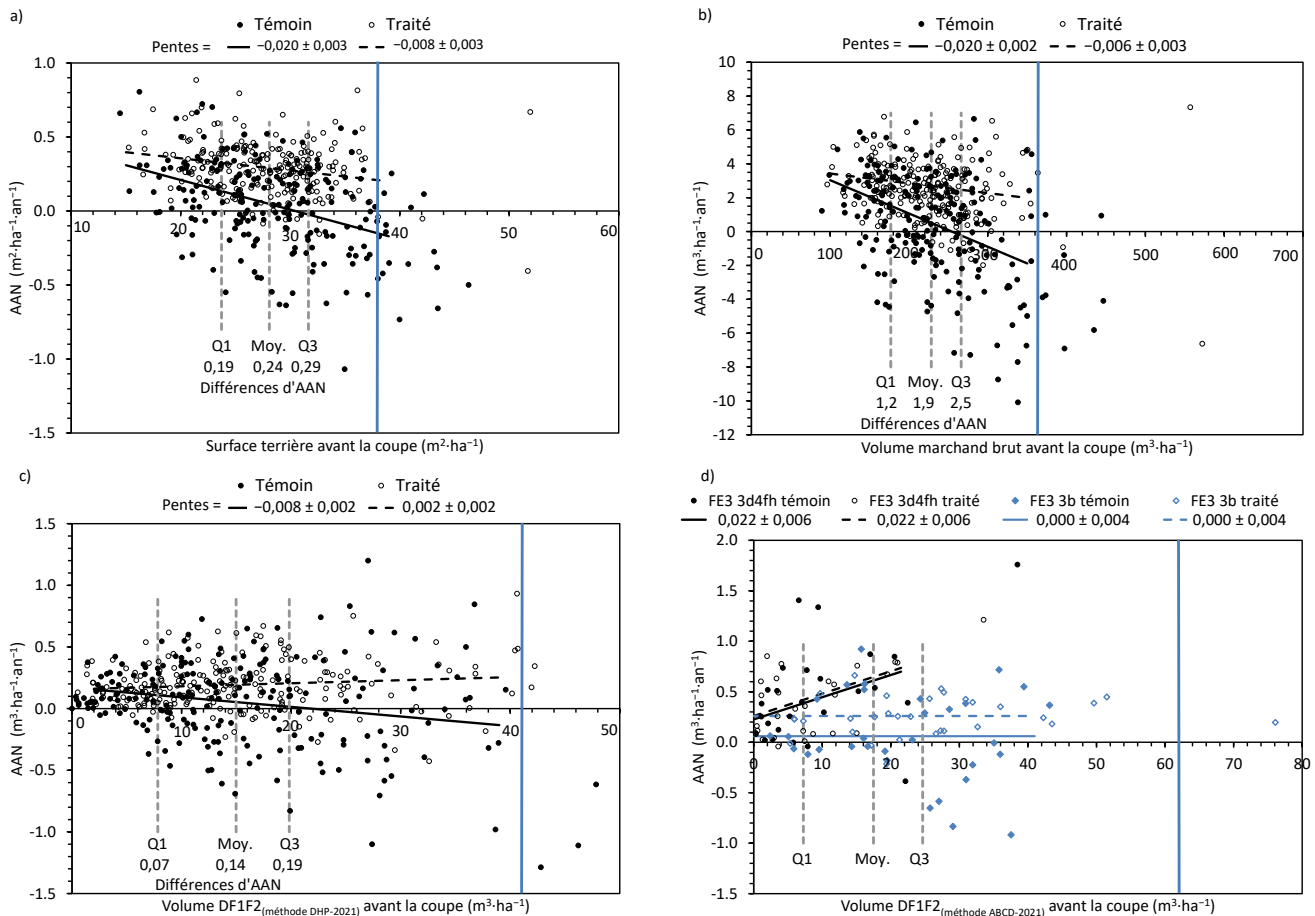 a)
● Témoin ○ Traité
Pentes = −0,020 ± 0,003 −0,008 ± 0,003
1.0
0.5
0.0
-0.5
-1.0
-1.5
10 20 30 40 50 60
AAN (m²·ha⁻¹·an⁻¹)
Q1 Moy. Q3
0,19 0,24 0,29
Différences d'AAN
Surface terrière avant la coupe (m²·ha⁻¹)
b)
● Témoin ○ Traité
Pentes = −0,020 ± 0,002 −0,006 ± 0,003
10
8
6
4
2
0
-2
-4
-6
-8
-10
-12
0 100 200 300 400 500 600 700
AAN (m³·ha⁻¹·an⁻¹)
Q1 Moy. Q3
1,2 1,9 2,5
Différences d'AAN
Volume marchand brut avant la coupe (m³·ha⁻¹)
c)
● Témoin ○ Traité
Pentes = −0,008 ± 0,002 0,002 ± 0,002
1.5
1.0
0.5
0.0
-0.5
-1.0
-1.5
0 10 20 30 40 50
AAN (m³·ha⁻¹·an⁻¹)
Q1 Moy. Q3
0,07 0,14 0,19
Différences d'AAN
Volume DF1F2(méthode DHP-2021) avant la coupe (m³·ha⁻¹)
d)
● FE3 3d4fh témoin ○ FE3 3d4fh traité ◆ FE3 3b témoin ◇ FE3 3b traité
0,022 ± 0,006 0,022 ± 0,006 0,000 ± 0,004 0,000 ± 0,004
2.0
1.5
1.0
0.5
0.0
-0.5
-1.0
-1.5
0 10 20 30 40 50 60 70 80
AAN (m³·ha⁻¹·an⁻¹)
Q1 Moy. Q3
Volume DF1F2(méthode ABCD-2021) avant la coupe (m³·ha⁻¹)